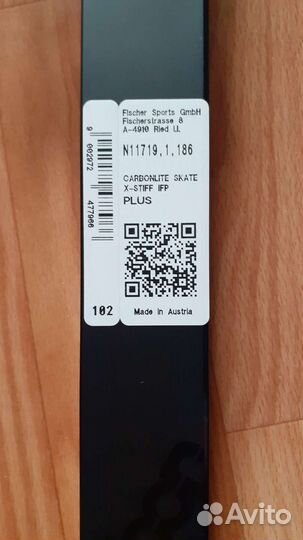 Fischer Sports GmbH
Fischerstrasse 8
A-4910 Ried U.
N11719,1,186
CARBONLITE SKATE
X-STIFF IFP
PLUS
9 002972 477966
102
Made In Austria
Avito